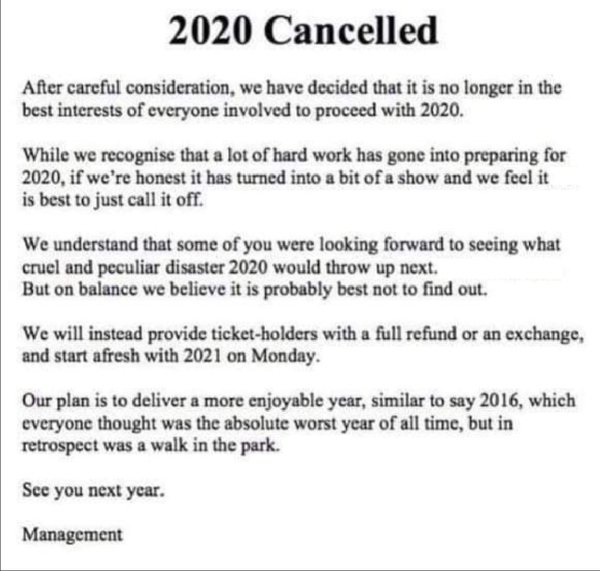 2020 Cancelled
After careful consideration, we have decided that it is no longer in the
best interests of everyone involved to proceed with 2020.
While we recognise that a lot of hard work has gone into preparing for
2020, if we're honest it has turned into a bit of a show and we feel it
is best to just call it off.
We understand that some of you were looking forward to seeing what
cruel and peculiar disaster 2020 would throw up next.
But on balance we believe it is probably best not to find out.
We will instead provide ticket-holders with a full refund or an exchange,
and start afresh with 2021 on Monday.
Our plan is to deliver a more enjoyable year, similar to say 2016, which
everyone thought was the absolute worst year of all time, but in
retrospect was a walk in the park.
See you next year.
Management